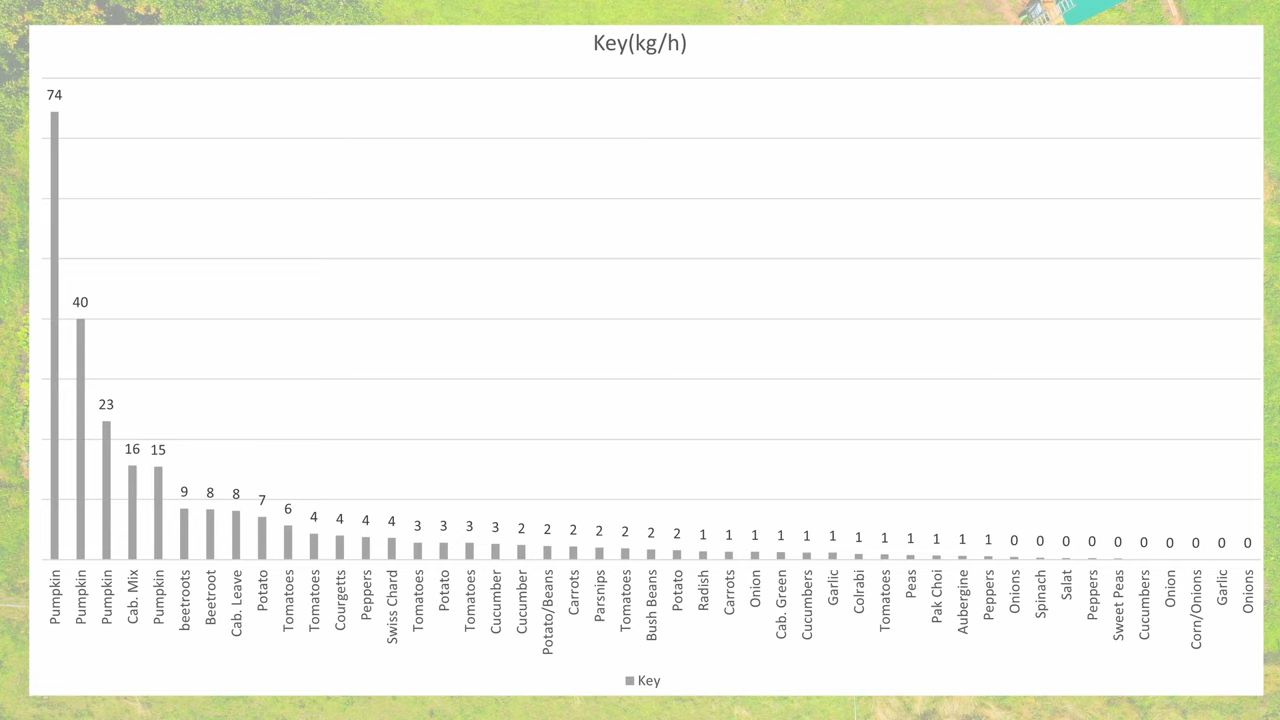 Key(kg/h)
74
40
23
16
15
9
8
8
7
6
4
4
4
4
3
3
3
3
2
2
2
2
2
2
2
1
1
1
1
1
1
1
1
1
1
1
1
0
0
0
0
0
0
0
0
0
0
Pumpkin
Pumpkin
Pumpkin
Cab. Mix
Pumpkin
beetroots
Beetroot
Cab. Leave
Potato
Tomatoes
Tomatoes
Courgetts
Peppers
Swiss Chard
Tomatoes
Potato
Tomatoes
Cucumber
Cucumber
Potato/Beans
Carrots
Parsnips
Tomatoes
Bush Beans
Potato
Radish
Carrots
Onion
Cab. Green
Cucumbers
Garlic
Colrabi
Tomatoes
Peas
Pak Choi
Aubergine
Peppers
Onions
Spinach
Salat
Peppers
Sweet Peas
Cucumbers
Onion
Corn/Onions
Garlic
Onions
Key